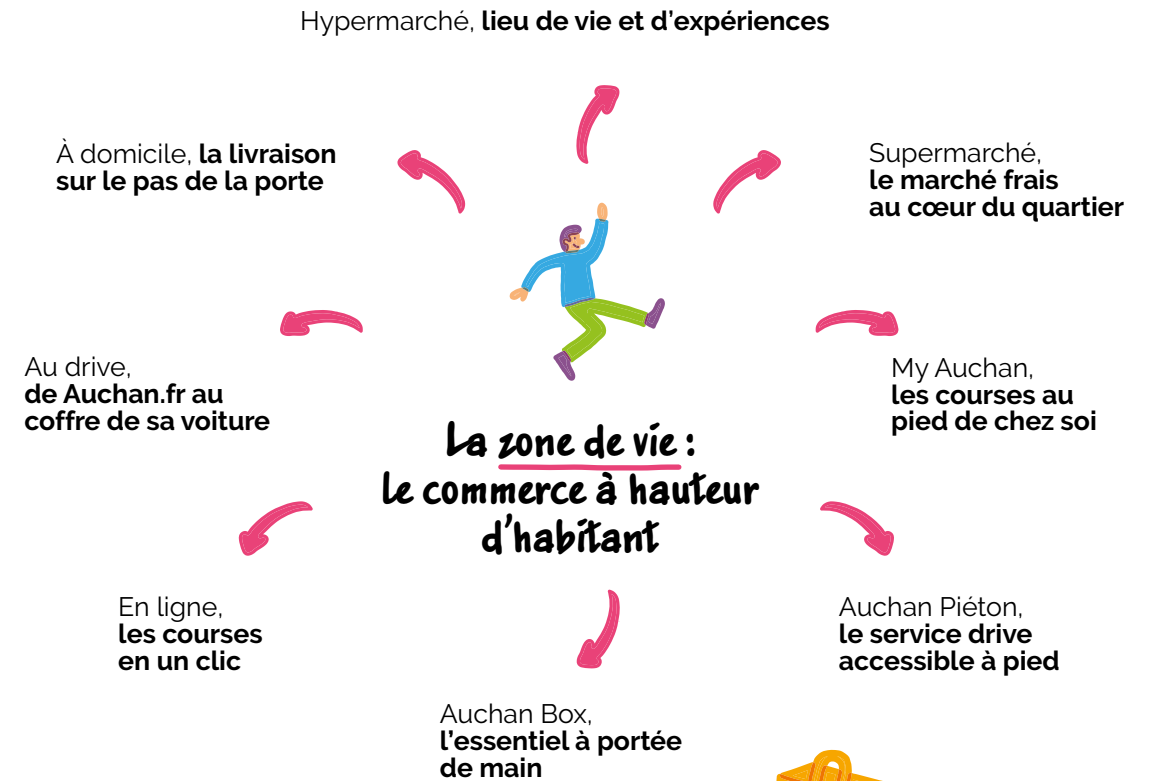 Hypermarché, lieu de vie et d'expériences
À domicile, la livraison
sur le pas de la porte
Supermarché,
le marché frais
au cœur du quartier
Au drive,
de Auchan.fr au
coffre de sa voiture
My Auchan,
les courses au
pied de chez soi
La zone de vie :
le commerce à hauteur
d'habitant
En ligne,
les courses
en un clic
Auchan Piéton,
le service drive
accessible à pied
Auchan Box,
l'essentiel à portée
de main